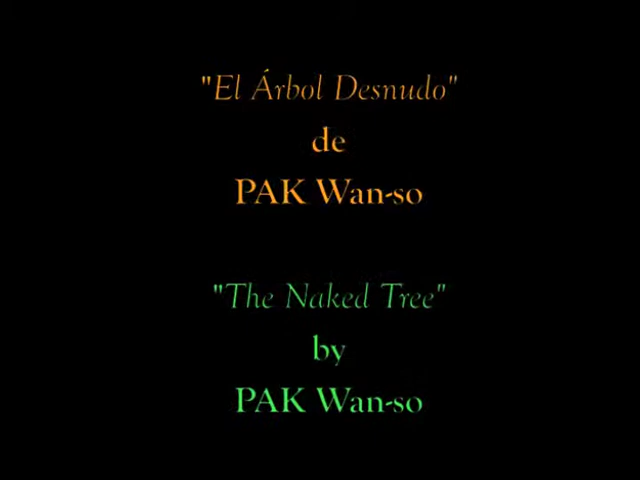 "El Árbol Desnudo"
de
PAK Wan-so
"The Naked Tree"
by
PAK Wan-so